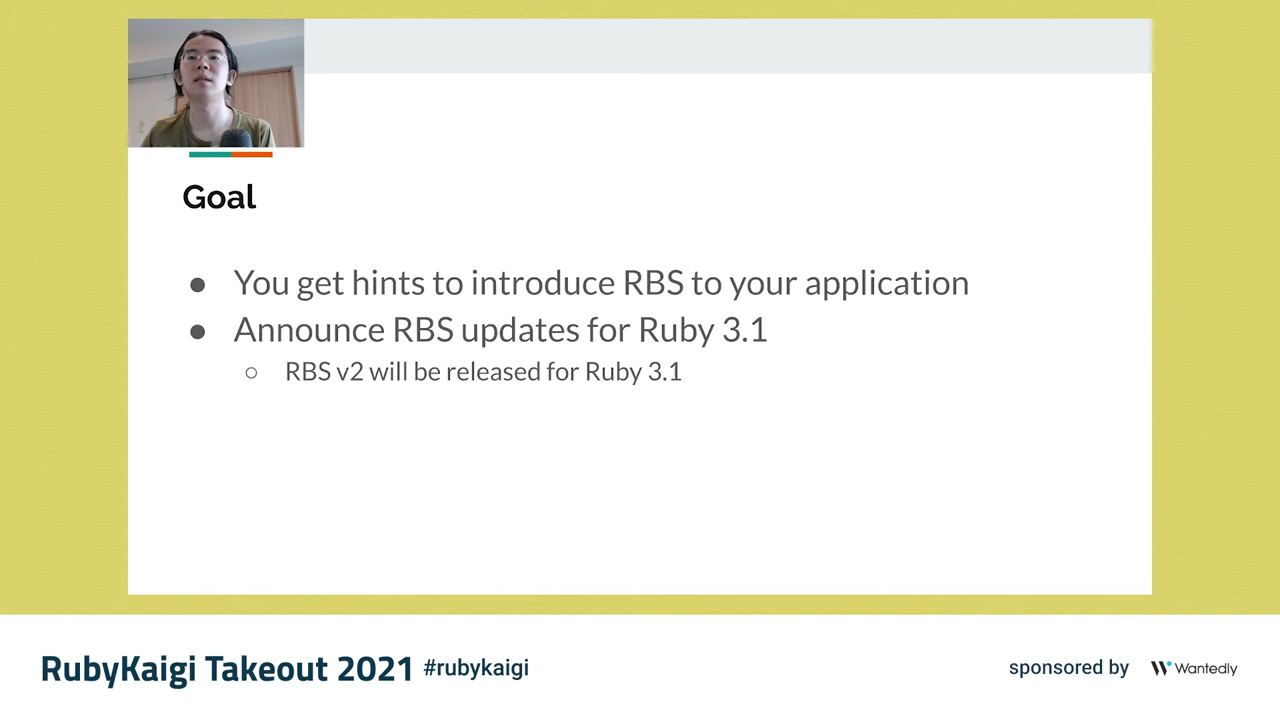 Goal
● You get hints to introduce RBS to your application
● Announce RBS updates for Ruby 3.1
○ RBS v2 will be released for Ruby 3.1
RubyKaigi Takeout 2021 #rubykaigi
sponsored by Wantedly